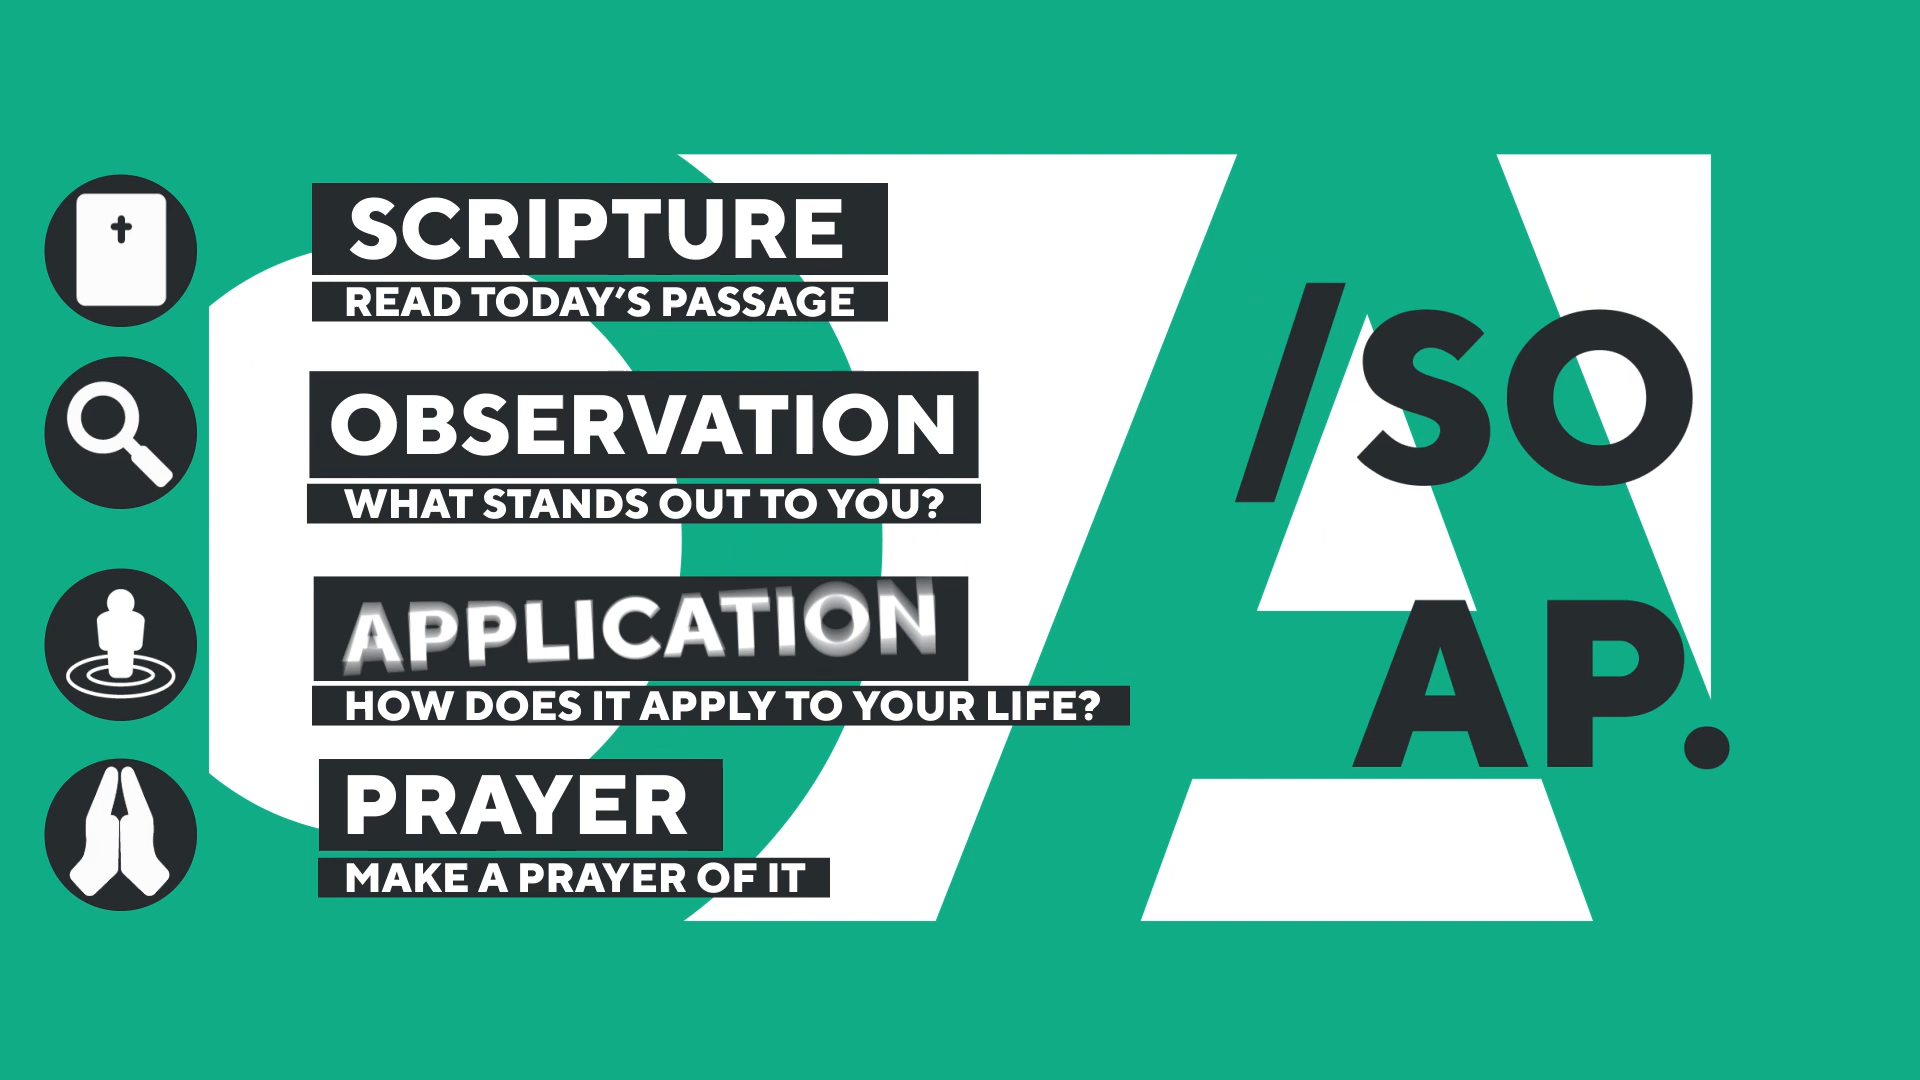 SCRIPTURE
READ TODAY'S PASSAGE
OBSERVATION
WHAT STANDS OUT TO YOU?
APPLICATION
HOW DOES IT APPLY TO YOUR LIFE?
PRAYER
MAKE A PRAYER OF IT
/SO
AP.